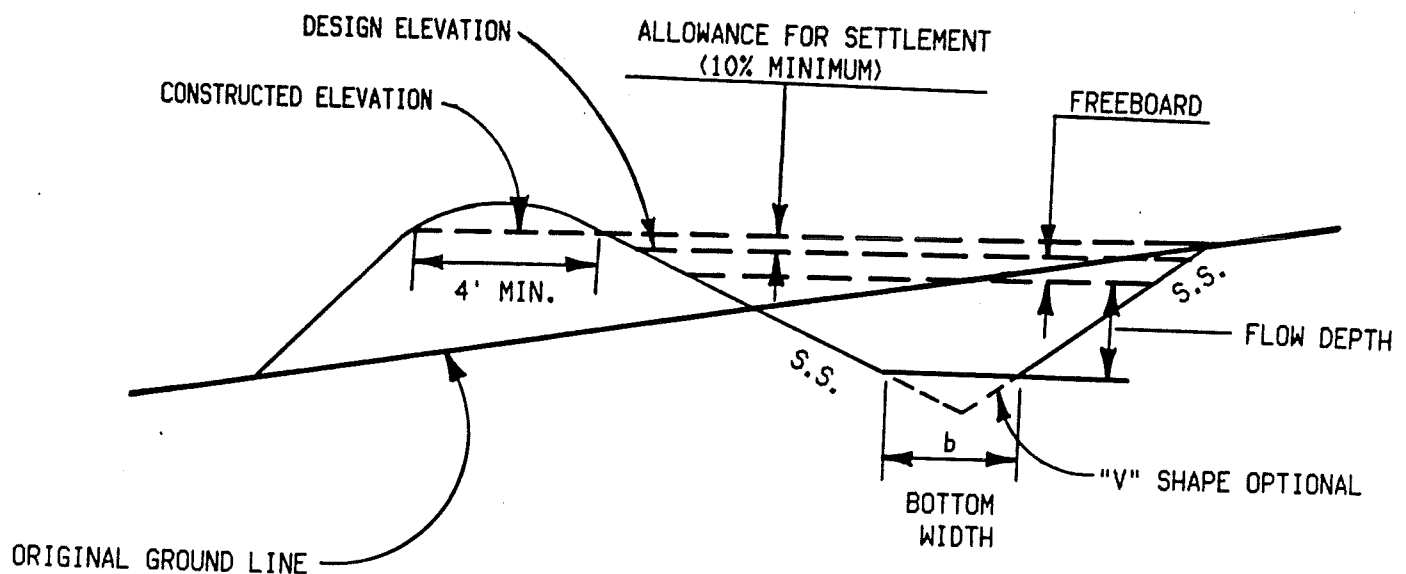 DESIGN ELEVATION
ALLOWANCE FOR SETTLEMENT
(10% MINIMUM)
CONSTRUCTED ELEVATION
FREEBOARD
4' MIN.
S.S.
FLOW DEPTH
S.S.
b
"V" SHAPE OPTIONAL
BOTTOM
WIDTH
ORIGINAL GROUND LINE